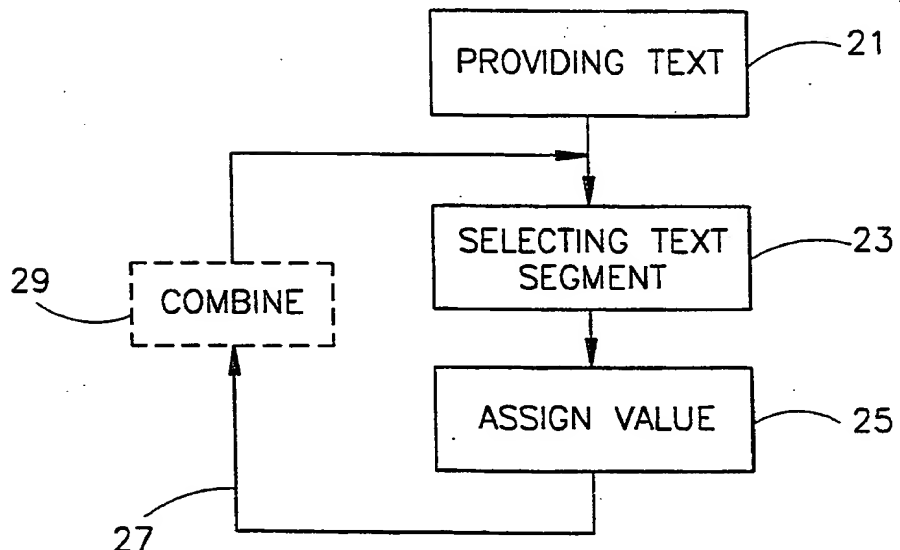 PROVIDING TEXT
21
SELECTING TEXT
SEGMENT
23
29
COMBINE
ASSIGN VALUE
25
27